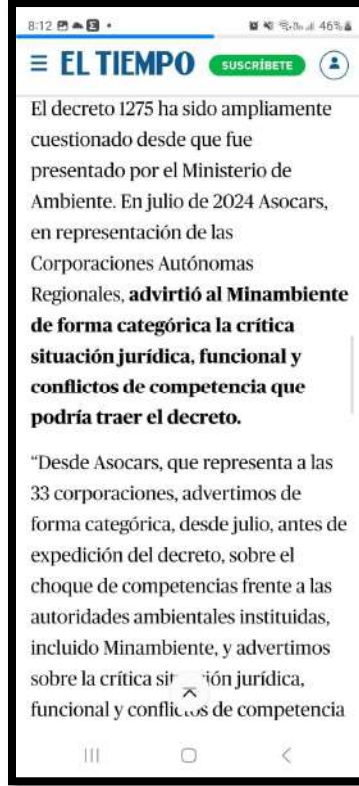 8:12
46%
EL TIEMPO
SUSCRÍBETE
El decreto 1275 ha sido ampliamente
cuestionado desde que fue
presentado por el Ministerio de
Ambiente. En julio de 2024 Asocars,
en representación de las
Corporaciones Autónomas
Regionales, advirtió al Minambiente
de forma categórica la crítica
situación jurídica, funcional y
conflictos de competencia que
podría traer el decreto.
“Desde Asocars, que representa a las
33 corporaciones, advertimos de
forma categórica, desde julio, antes de
expedición del decreto, sobre el
choque de competencias frente a las
autoridades ambientales instituidas,
incluido Minambiente, y advertimos
sobre la crítica jurídica,
funcional y conflictos de competencia